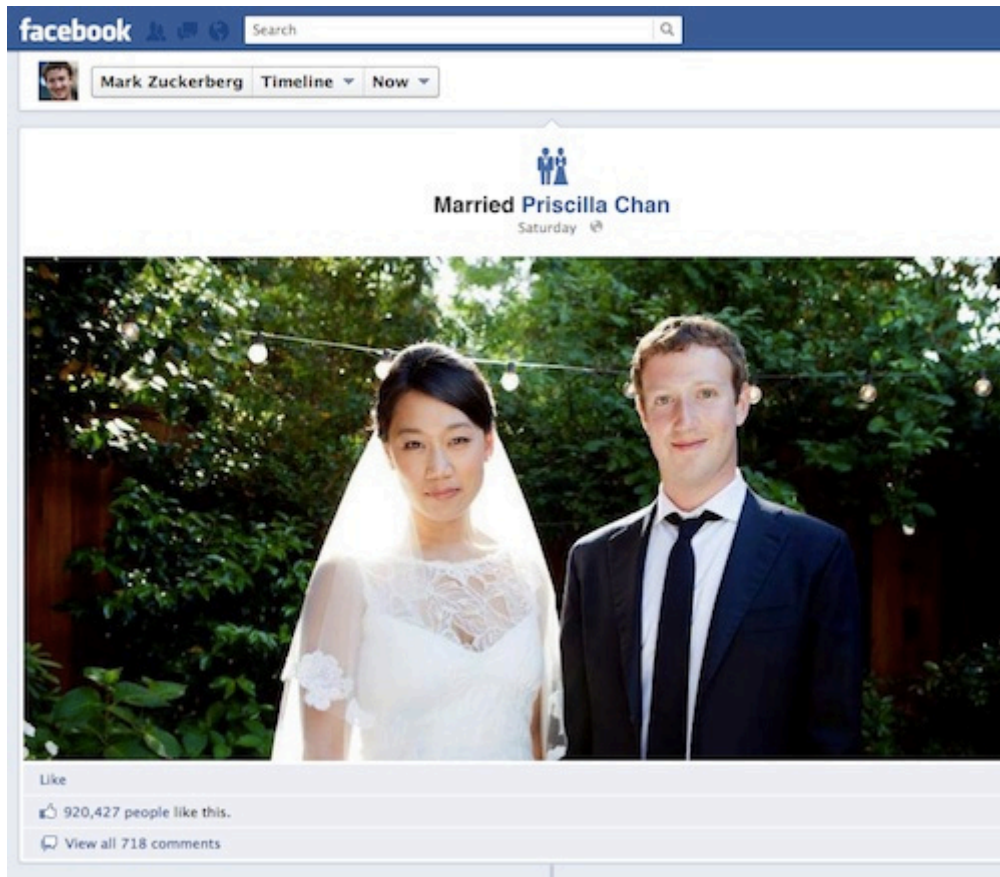 facebook Search
Mark Zuckerberg Timeline Now
Married Priscilla Chan
Saturday
Like
920,427 people like this.
View all 718 comments